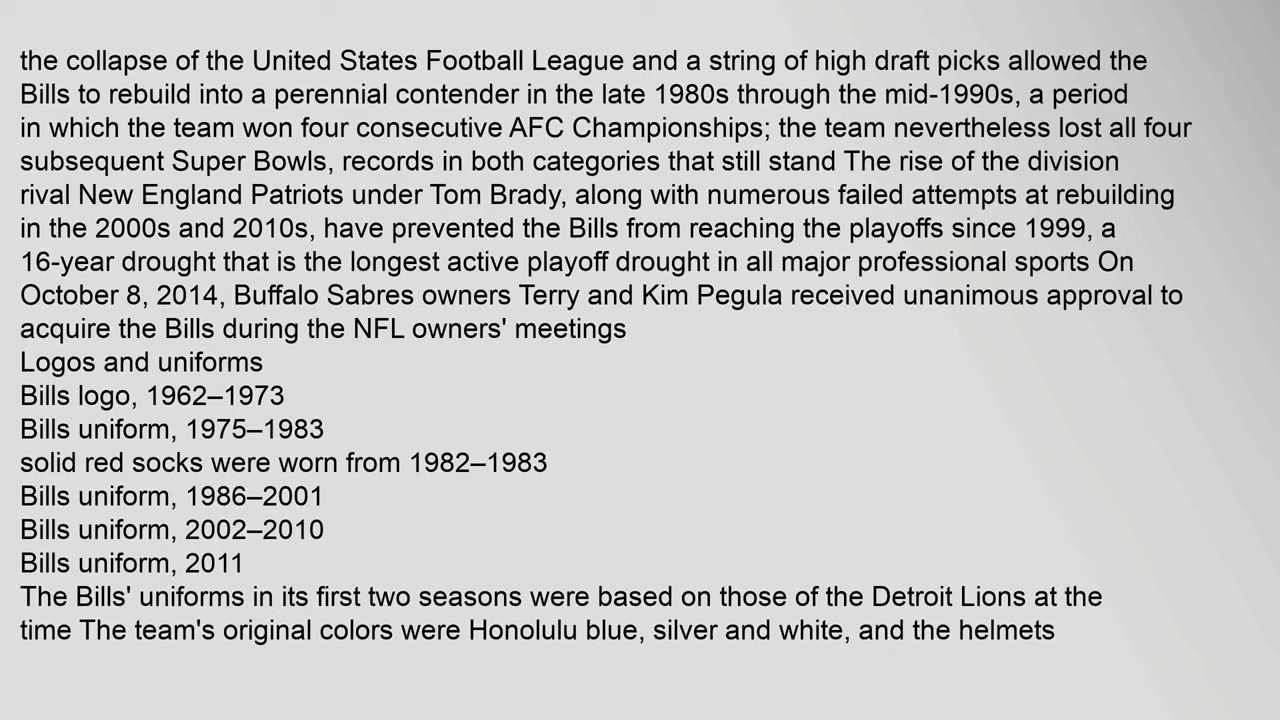 the collapse of the United States Football League and a string of high draft picks allowed the
Bills to rebuild into a perennial contender in the late 1980s through the mid-1990s, a period
in which the team won four consecutive AFC Championships; the team nevertheless lost all four
subsequent Super Bowls, records in both categories that still stand The rise of the division
rival New England Patriots under Tom Brady, along with numerous failed attempts at rebuilding
in the 2000s and 2010s, have prevented the Bills from reaching the playoffs since 1999, a
16-year drought that is the longest active playoff drought in all major professional sports On
October 8, 2014, Buffalo Sabres owners Terry and Kim Pegula received unanimous approval to
acquire the Bills during the NFL owners' meetings
Logos and uniforms
Bills logo, 1962–1973
Bills uniform, 1975–1983
solid red socks were worn from 1982–1983
Bills uniform, 1986–2001
Bills uniform, 2002–2010
Bills uniform, 2011
The Bills' uniforms in its first two seasons were based on those of the Detroit Lions at the
time The team's original colors were Honolulu blue, silver and white, and the helmets